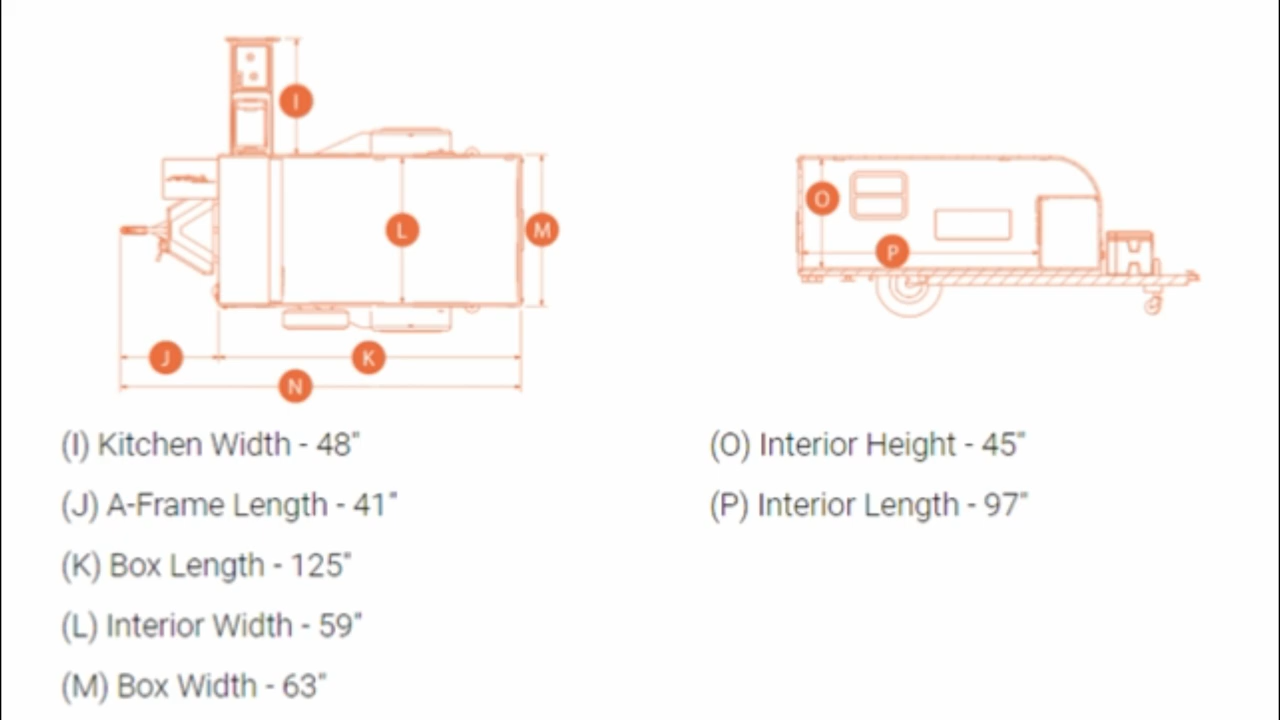 I
L
M
J
K
N
O
P
(I) Kitchen Width - 48"
(J) A-Frame Length - 41"
(K) Box Length - 125"
(L) Interior Width - 59"
(M) Box Width - 63"
(O) Interior Height - 45"
(P) Interior Length - 97"